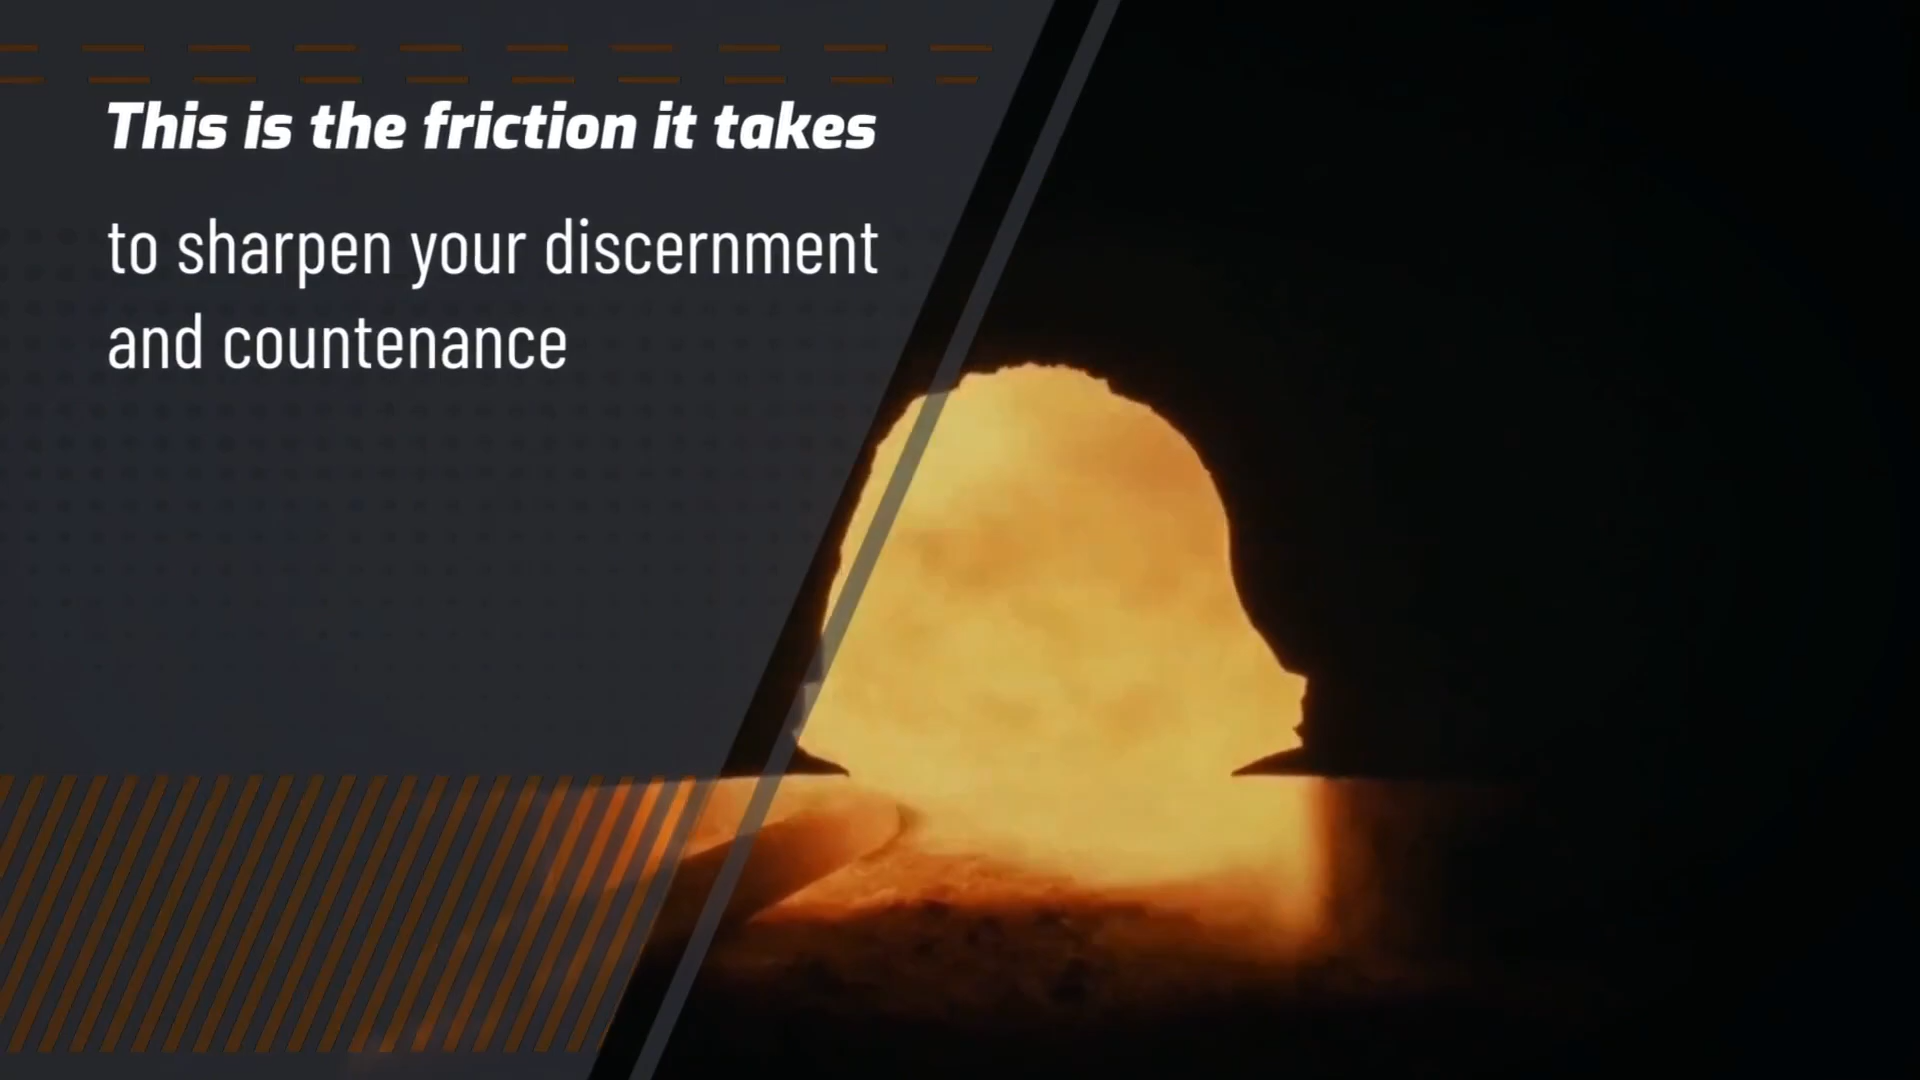 This is the friction it takes
to sharpen your discernment
and countenance